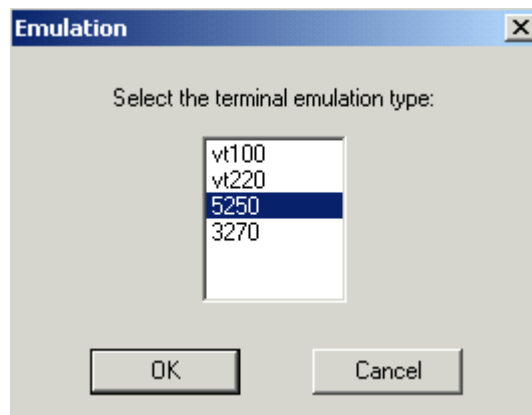 Emulation
Select the terminal emulation type:
vt100
vt220
5250
3270
OK Cancel